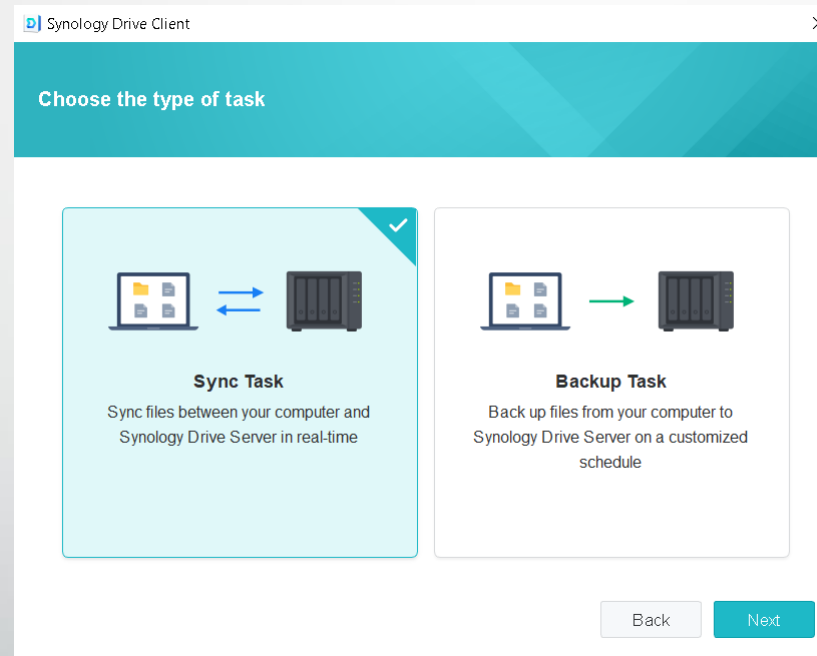 Synology Drive Client
Choose the type of task
Sync Task
Sync files between your computer and
Synology Drive Server in real-time
Backup Task
Back up files from your computer to
Synology Drive Server on a customized
schedule
Back
Next